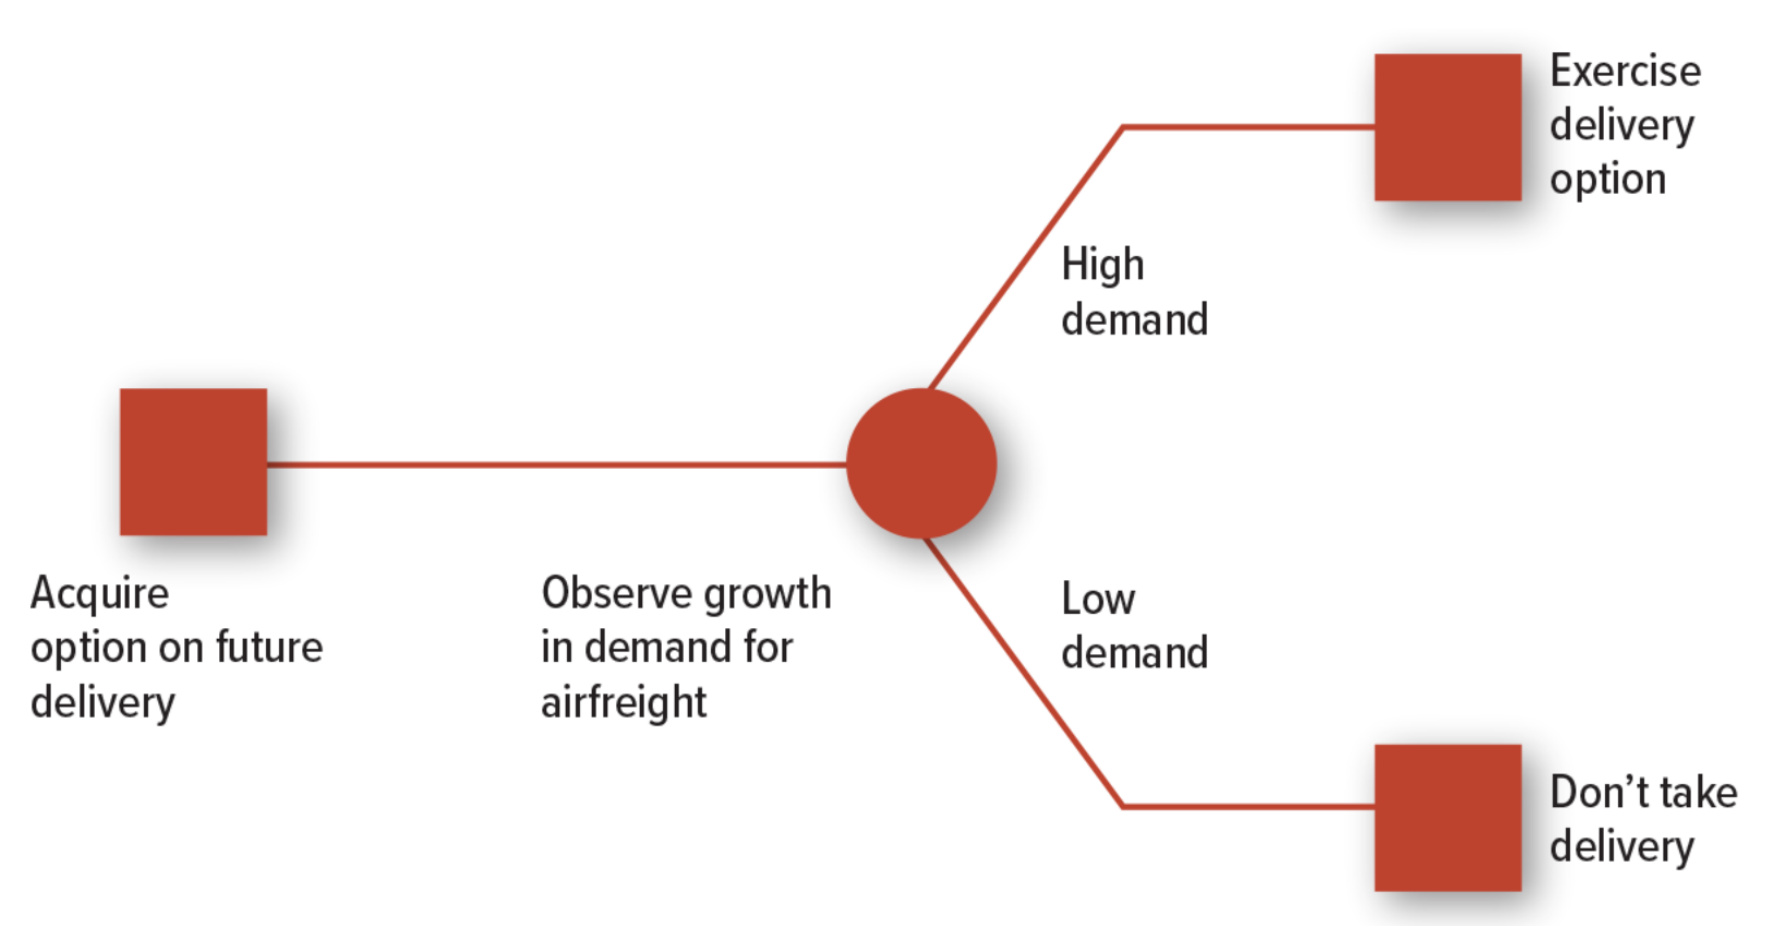 Acquire
option on future
delivery
Observe growth
in demand for
airfreight
High
demand
Low
demand
Exercise
delivery
option
Don’t take
delivery